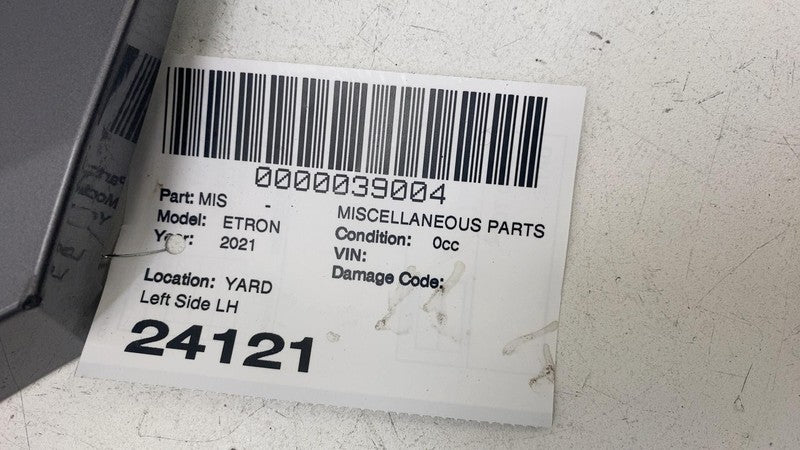 0000039004
Part: MIS - MISCELLANEOUS PARTS
Model: ETRON Condition: 0cc
Year: 2021 VIN:
Damage Code:
Location: YARD
Left Side LH
24121